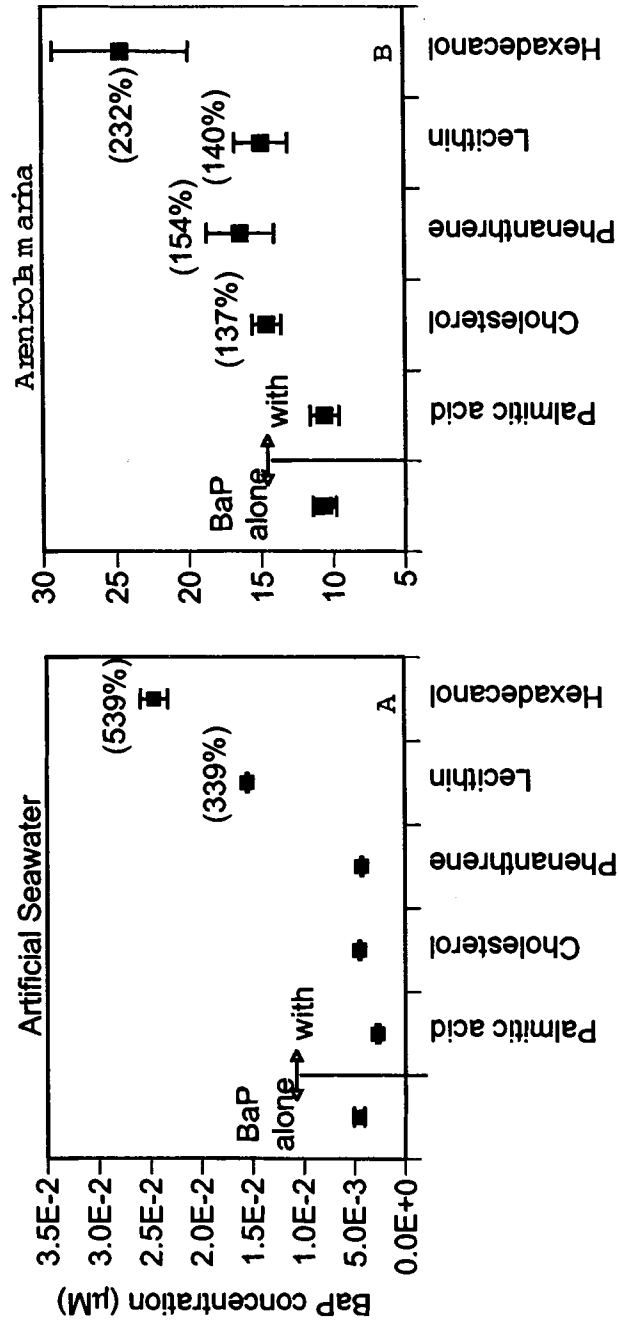 Artificial Seawater
BaP concentration (μM)
3.5E-2
3.0E-2
2.5E-2
2.0E-2
1.5E-2
1.0E-2
5.0E-3
0.0E+0
BaP
alone
with
(339%)
(539%)
A
Palmitic acid
Cholesterol
Phenanthrene
Lecithin
Hexadecanol
Arenicola marina
30
25
20
15
10
5
BaP
alone
with
(137%)
(154%)
(140%)
(232%)
B
Palmitic acid
Cholesterol
Phenanthrene
Lecithin
Hexadecanol